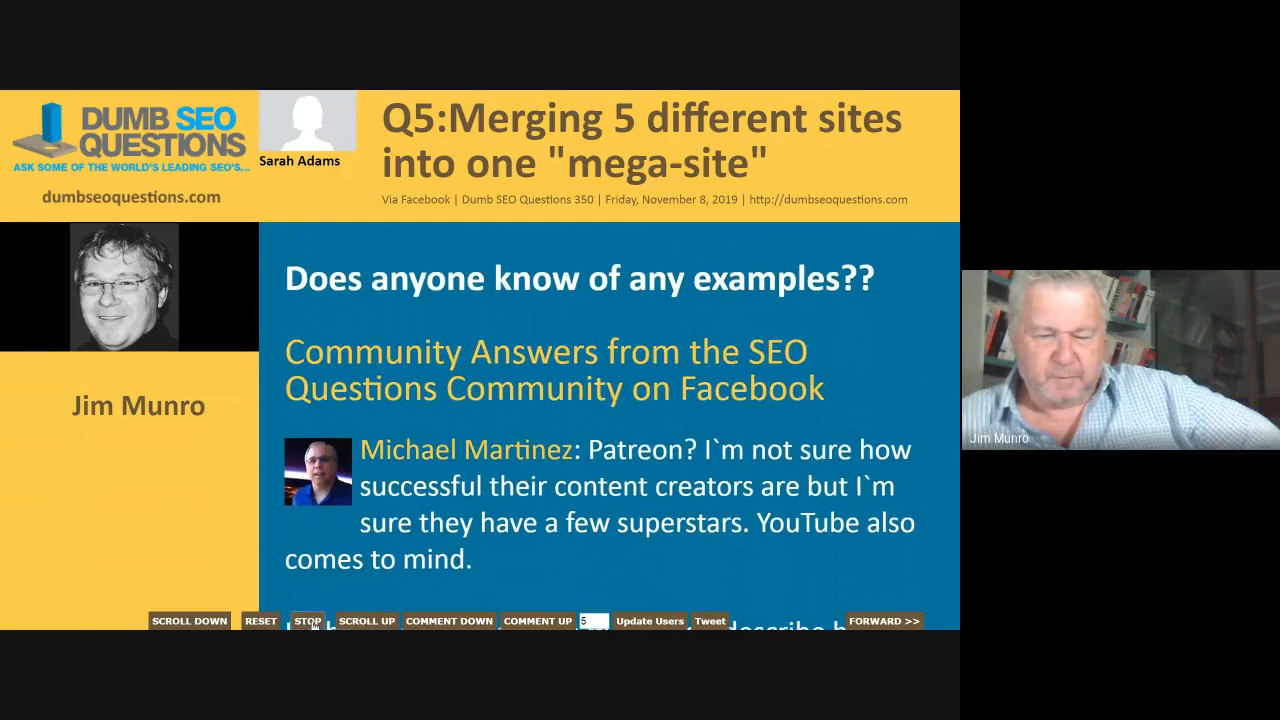 DUMB SEO
QUESTIONS
ASK SOME OF THE WORLD'S LEADING SEO'S...
dumbseoquestions.com
Sarah Adams
Q5:Merging 5 different sites
into one "mega-site"
Via Facebook | Dumb SEO Questions 350 | Friday, November 8, 2019 | http://dumbseoquestions.com
Jim Munro
Does anyone know of any examples??
Community Answers from the SEO
Questions Community on Facebook
Michael Martinez: Patreon? I`m not sure how
successful their content creators are but I`m
sure they have a few superstars. YouTube also
comes to mind.
describe
SCROLL DOWN RESET STOP SCROLL UP COMMENT DOWN COMMENT UP 5 Update Users Tweet FORWARD >>
Jim Munro